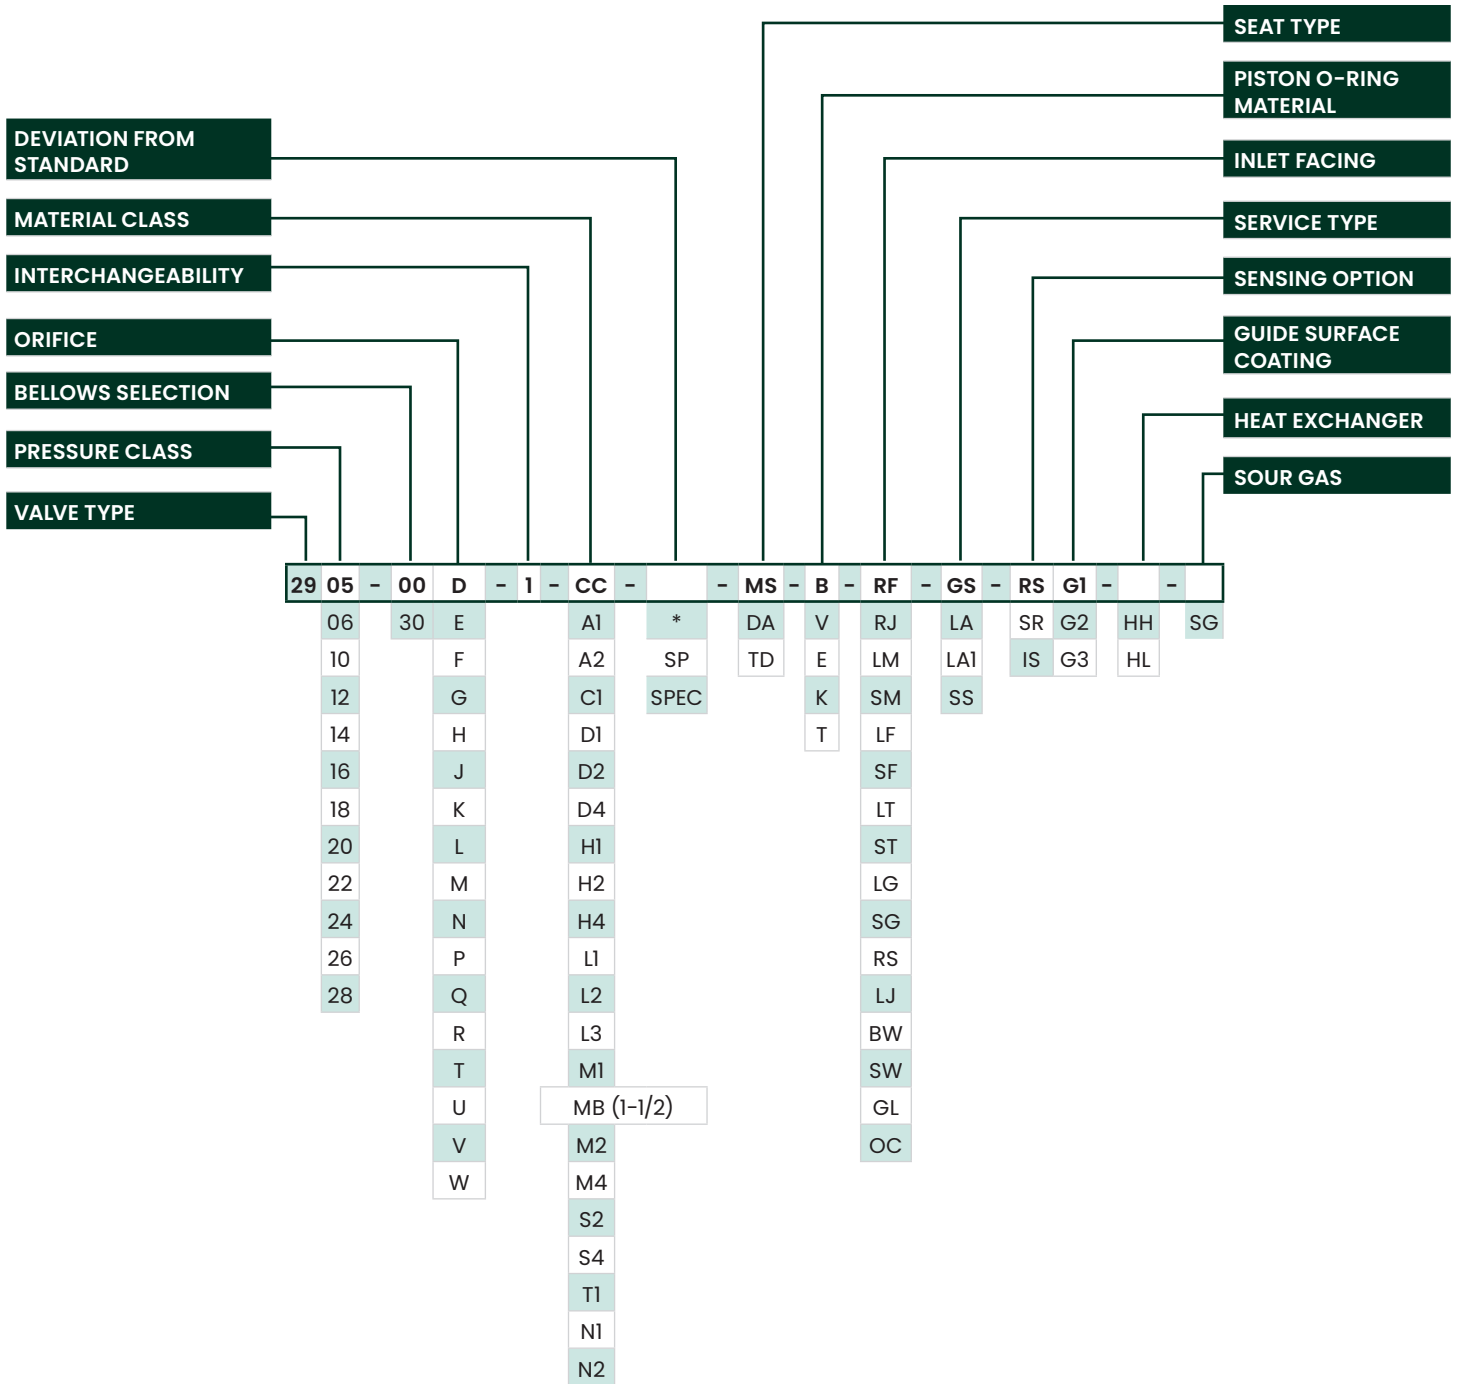 SEAT TYPE
PISTON O-RING
MATERIAL
DEVIATION FROM
STANDARD
INLET FACING
MATERIAL CLASS
SERVICE TYPE
INTERCHANGEABILITY
SENSING OPTION
ORIFICE
GUIDE SURFACE
COATING
BELLOWS SELECTION
HEAT EXCHANGER
PRESSURE CLASS
SOUR GAS
VALVE TYPE
29 05 - 00 D - 1 - CC - - MS - B - RF - GS - RS G1 - -
06 30 E A1 * DA V RJ LA SR G2 HH SG
10 F A2 SP TD E LM LA1 IS G3 HL
12 G C1 SPEC K SM SS
14 H D1 T LF
16 J D2 SF
18 K D4 LT
20 L H1 ST
22 M H2 LG
24 N H4 SG
26 P L1 RS
28 Q L2 LJ
R L3 BW
T M1 SW
U MB (1-1/2) GL
V M2 OC
W M4
S2
S4
T1
N1
N2